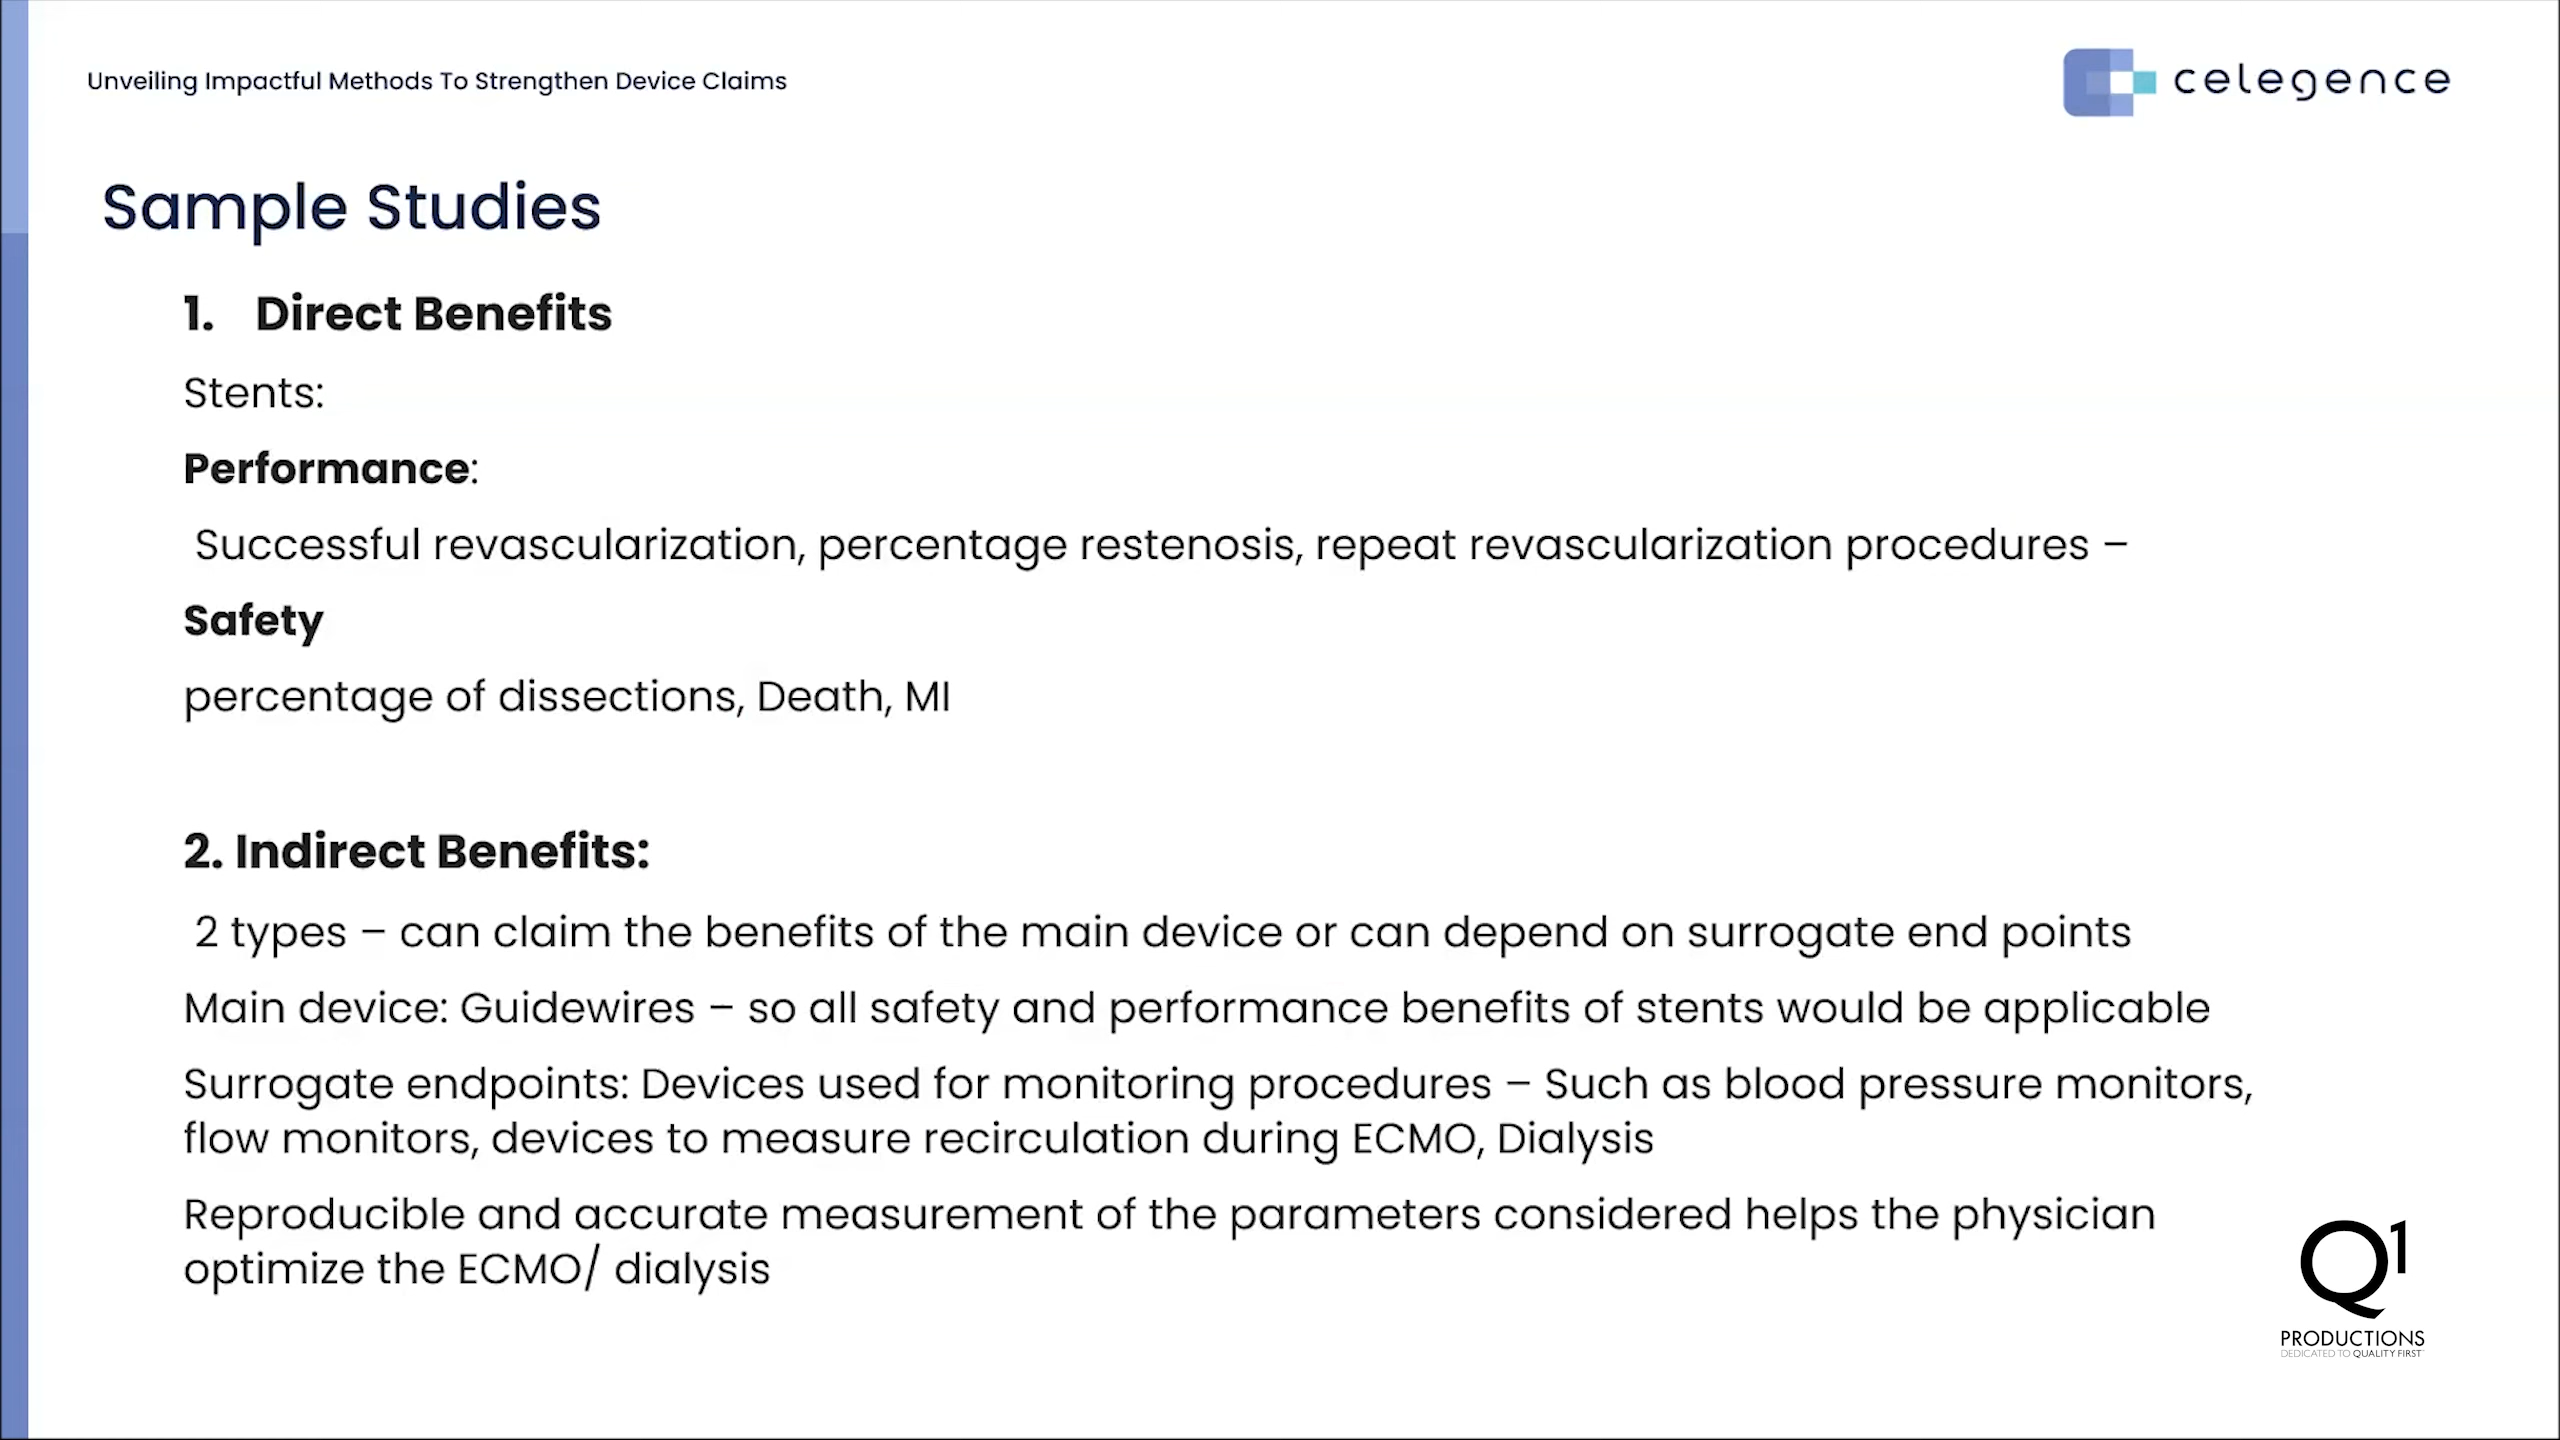 Unveiling Impactful Methods To Strengthen Device Claims
celegence
Sample Studies
1. Direct Benefits
Stents:
Performance:
Successful revascularization, percentage restenosis, repeat revascularization procedures –
Safety
percentage of dissections, Death, MI
2. Indirect Benefits:
2 types – can claim the benefits of the main device or can depend on surrogate end points
Main device: Guidewires – so all safety and performance benefits of stents would be applicable
Surrogate endpoints: Devices used for monitoring procedures – Such as blood pressure monitors,
flow monitors, devices to measure recirculation during ECMO, Dialysis
Reproducible and accurate measurement of the parameters considered helps the physician
optimize the ECMO/ dialysis
Q1
PRODUCTIONS
DEDICATED TO QUALITY FIRST